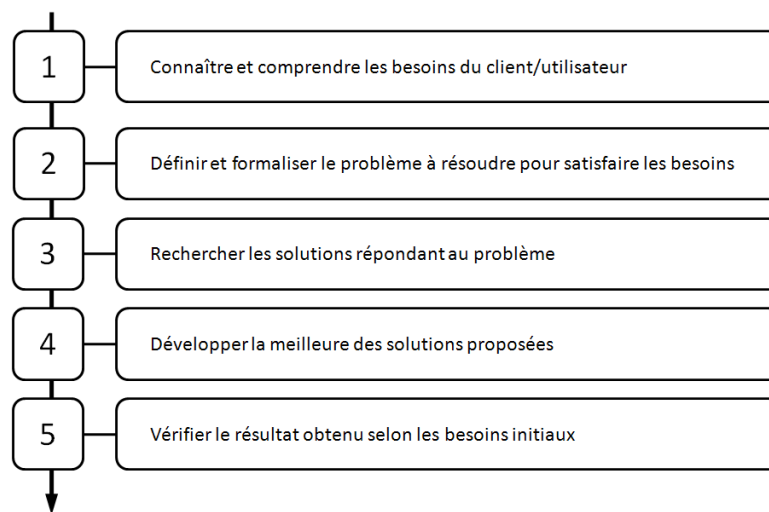 1 Connaître et comprendre les besoins du client/utilisateur
2 Définir et formaliser le problème à résoudre pour satisfaire les besoins
3 Rechercher les solutions répondant au problème
4 Développer la meilleure des solutions proposées
5 Vérifier le résultat obtenu selon les besoins initiaux